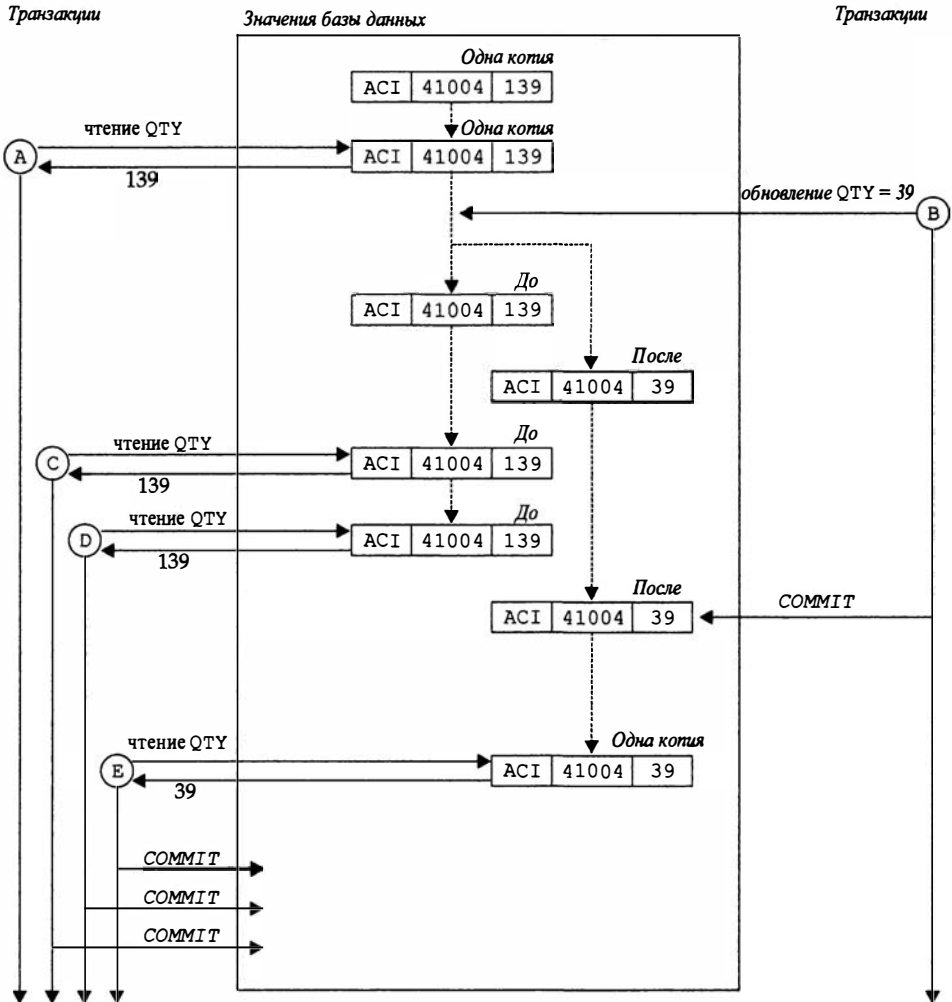 Транзакции
Значения базы данных
Транзакции
Одна копия
ACI 41004 139
чтение QTY
Одна копия
A
ACI 41004 139
139
обновление QTY = 39
B
До
ACI 41004 139
После
ACI 41004 39
чтение QTY
До
C
ACI 41004 139
139
чтение QTY
До
D
ACI 41004 139
139
После
COMMIT
ACI 41004 39
чтение QTY
Одна копия
E
ACI 41004 39
39
COMMIT
COMMIT
COMMIT